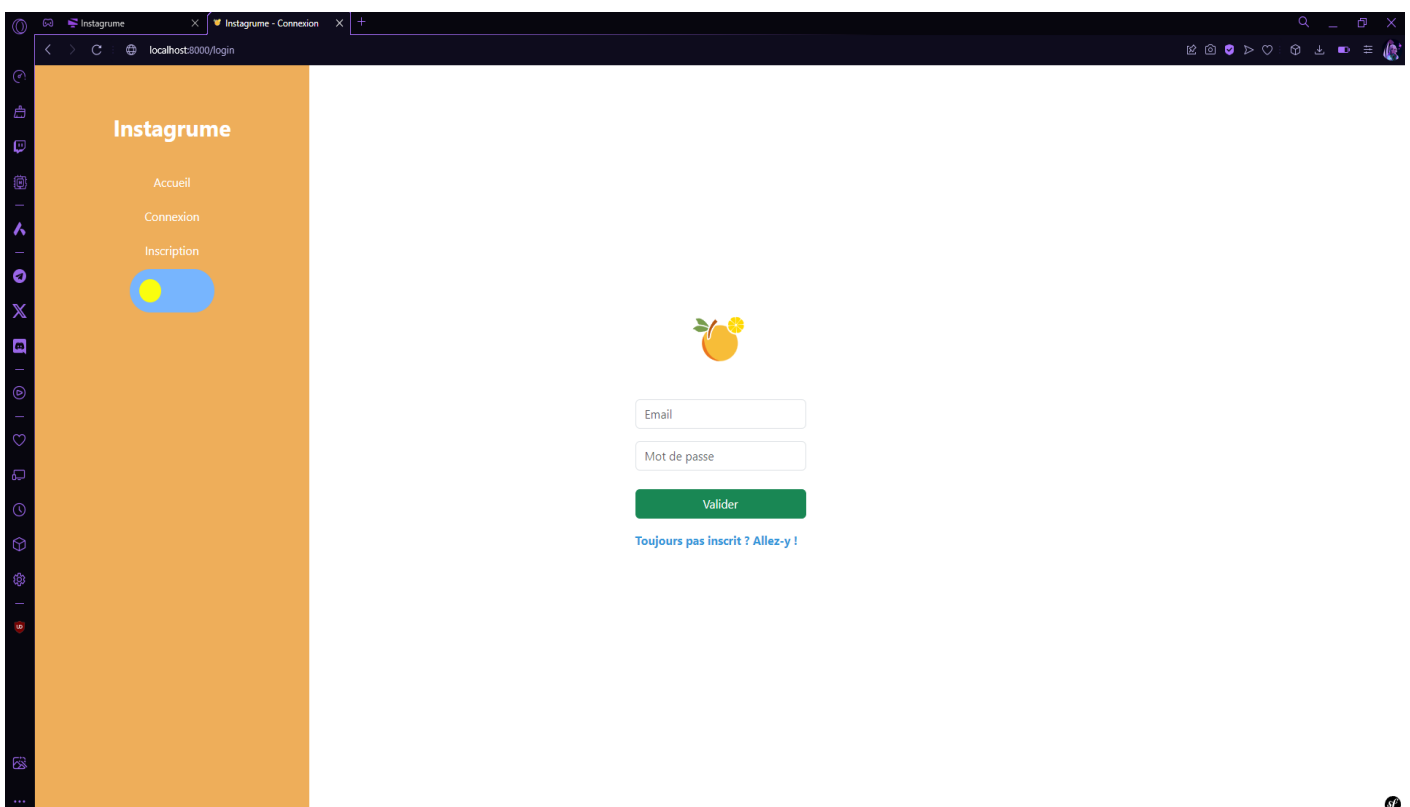 Instagrume
Instagrume - Connexion
localhost:8000/login
Instagrume
Accueil
Connexion
Inscription
Email
Mot de passe
Valider
Toujours pas inscrit ? Allez-y !
sf